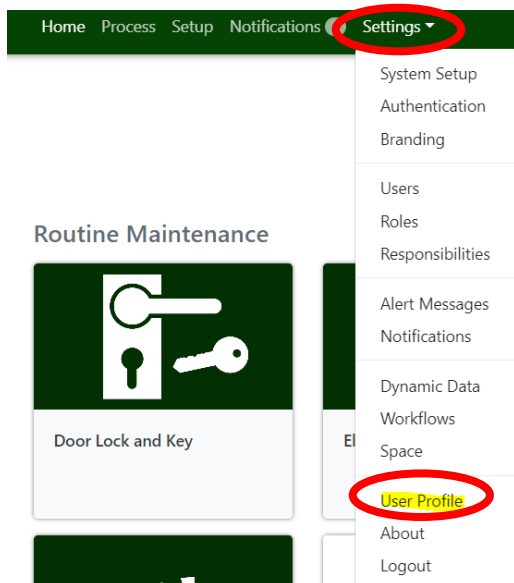 Home Process Setup Notifications Settings
System Setup
Authentication
Branding
Users
Roles
Responsibilities
Alert Messages
Notifications
Dynamic Data
Workflows
Space
User Profile
About
Logout
Routine Maintenance
Door Lock and Key
El